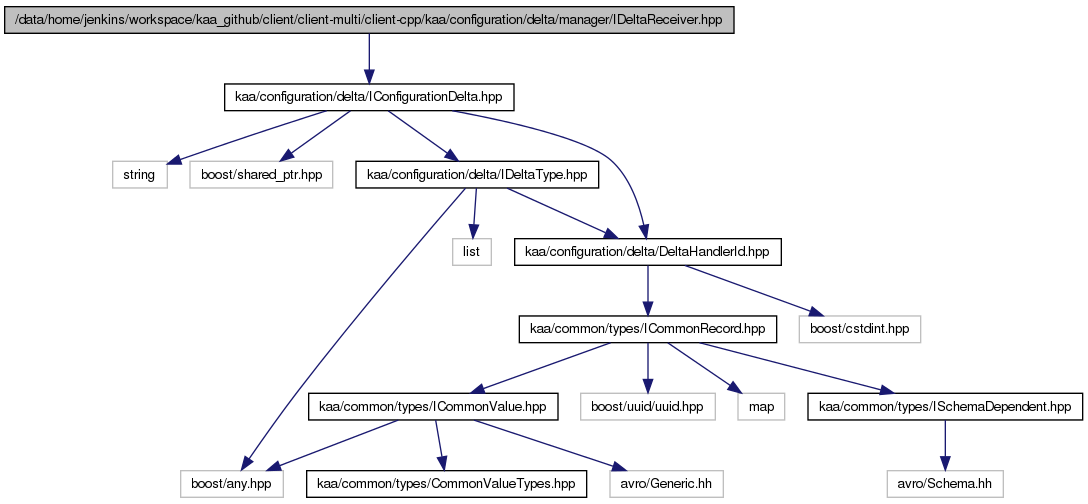 /data/home/jenkins/workspace/kaa_github/client/client-multi/client-cpp/kaa/configuration/delta/manager/IDeltaReceiver.hpp
kaa/configuration/delta/IConfigurationDelta.hpp
string
boost/shared_ptr.hpp
kaa/configuration/delta/IDeltaType.hpp
list
kaa/configuration/delta/DeltaHandlerId.hpp
kaa/common/types/ICommonRecord.hpp
boost/cstdint.hpp
kaa/common/types/ICommonValue.hpp
boost/uuid/uuid.hpp
map
kaa/common/types/ISchemaDependent.hpp
boost/any.hpp
kaa/common/types/CommonValueTypes.hpp
avro/Generic.hh
avro/Schema.hh